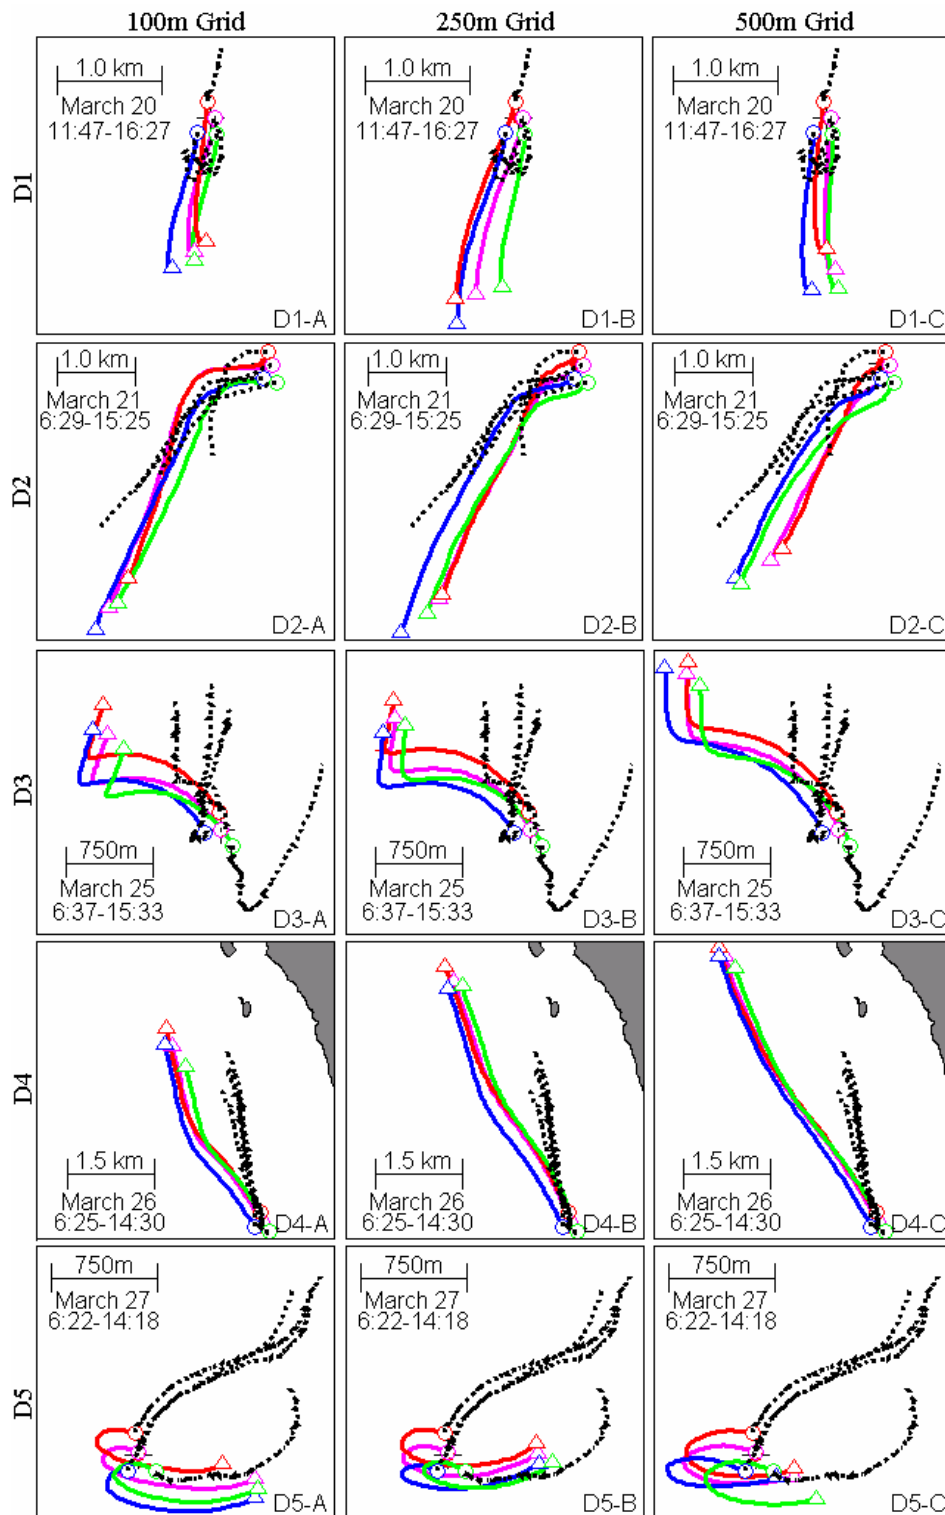 100m Grid 250m Grid 500m Grid
D1
1.0 km
March 20
11:47-16:27
D1-A
1.0 km
March 20
11:47-16:27
D1-B
1.0 km
March 20
11:47-16:27
D1-C
D2
1.0 km
March 21
6:29-15:25
D2-A
1.0 km
March 21
6:29-15:25
D2-B
1.0 km
March 21
6:29-15:25
D2-C
D3
750m
March 25
6:37-15:33
D3-A
750m
March 25
6:37-15:33
D3-B
750m
March 25
6:37-15:33
D3-C
D4
1.5 km
March 26
6:25-14:30
D4-A
1.5 km
March 26
6:25-14:30
D4-B
1.5 km
March 26
6:25-14:30
D4-C
D5
750m
March 27
6:22-14:18
D5-A
750m
March 27
6:22-14:18
D5-B
750m
March 27
6:22-14:18
D5-C